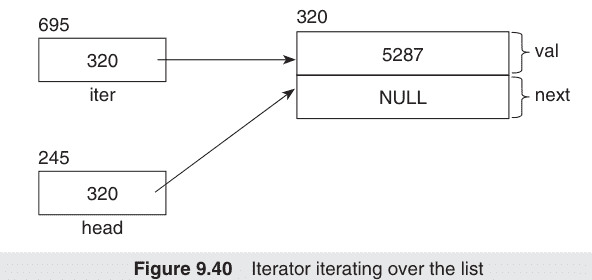 695
320
iter
320
5287
val
NULL
next
245
320
head
Figure 9.40 Iterator iterating over the list